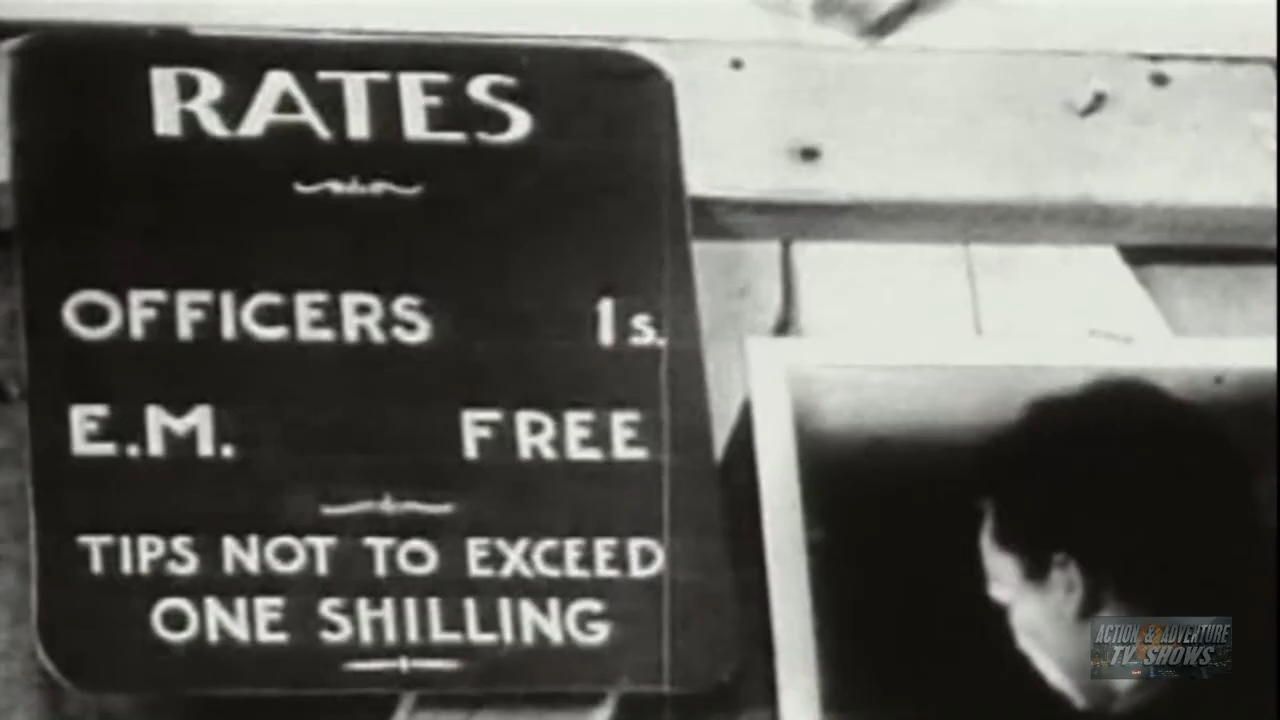 RATES
OFFICERS 1s.
E.M. FREE
TIPS NOT TO EXCEED
ONE SHILLING
ACTION & ADVENTURE
TV SHOWS